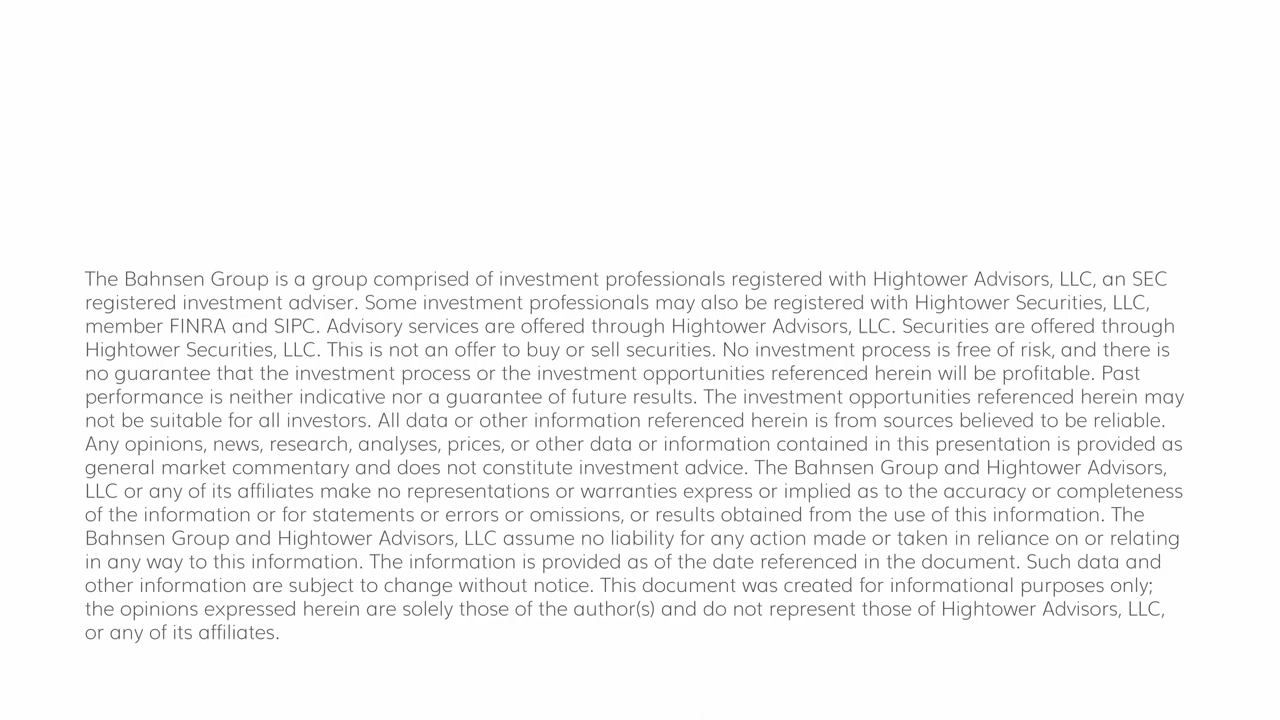 The Bahnsen Group is a group comprised of investment professionals registered with Hightower Advisors, LLC, an SEC
registered investment adviser. Some investment professionals may also be registered with Hightower Securities, LLC,
member FINRA and SIPC. Advisory services are offered through Hightower Advisors, LLC. Securities are offered through
Hightower Securities, LLC. This is not an offer to buy or sell securities. No investment process is free of risk, and there is
no guarantee that the investment process or the investment opportunities referenced herein will be profitable. Past
performance is neither indicative nor a guarantee of future results. The investment opportunities referenced herein may
not be suitable for all investors. All data or other information referenced herein is from sources believed to be reliable.
Any opinions, news, research, analyses, prices, or other data or information contained in this presentation is provided as
general market commentary and does not constitute investment advice. The Bahnsen Group and Hightower Advisors,
LLC or any of its affiliates make no representations or warranties express or implied as to the accuracy or completeness
of the information or for statements or errors or omissions, or results obtained from the use of this information. The
Bahnsen Group and Hightower Advisors, LLC assume no liability for any action made or taken in reliance on or relating
in any way to this information. The information is provided as of the date referenced in the document. Such data and
other information are subject to change without notice. This document was created for informational purposes only;
the opinions expressed herein are solely those of the author(s) and do not represent those of Hightower Advisors, LLC,
or any of its affiliates.